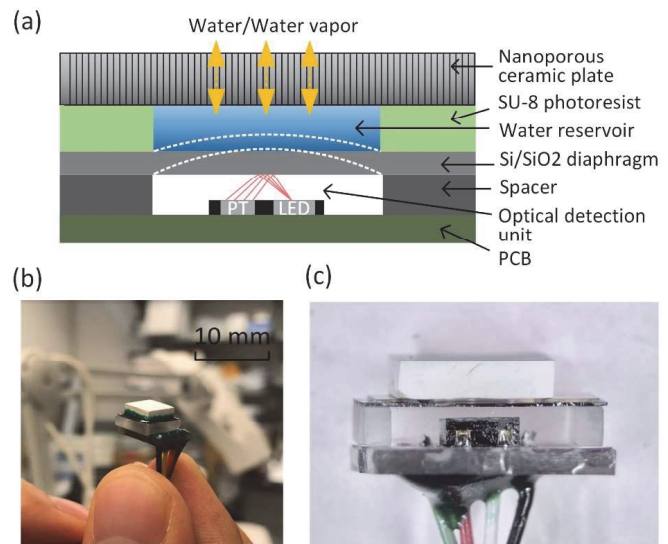 (a)
Water/Water vapor
Nanoporous
ceramic plate
SU-8 photoresist
Water reservoir
Si/SiO2 diaphragm
Spacer
Optical detection
unit
PCB
PT
LED
(b)
10 mm
(c)